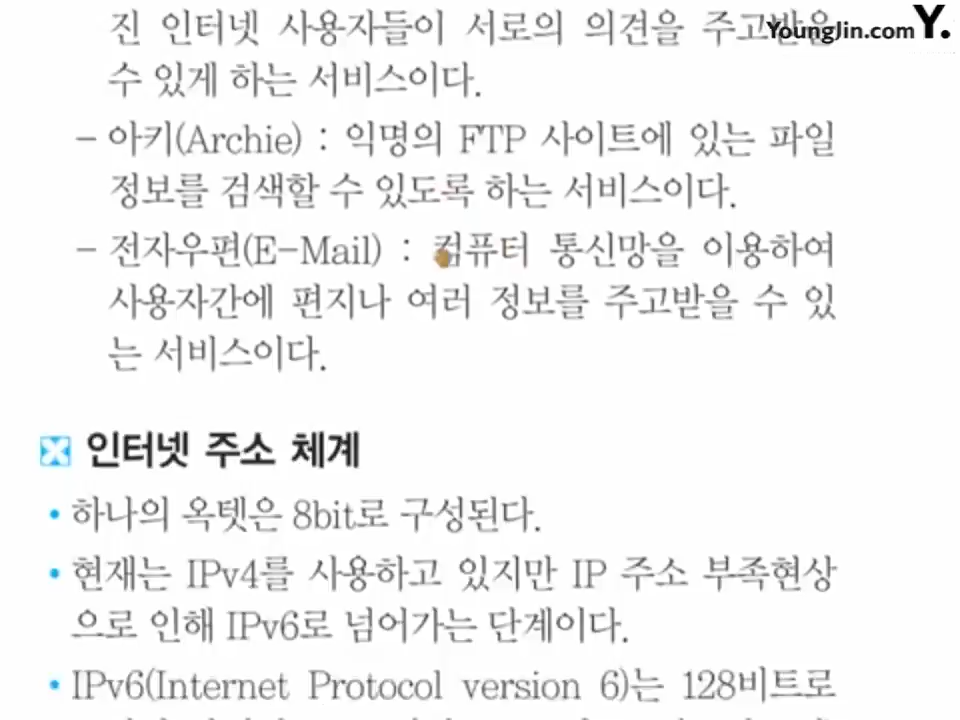 진 인터넷 사용자들이 서로의 의견을 주고받을
YoungJin.com Y.
수 있게 하는 서비스이다.
– 아키(Archie) : 익명의 FTP 사이트에 있는 파일
정보를 검색할 수 있도록 하는 서비스이다.
– 전자우편(E-Mail) : 컴퓨터 통신망을 이용하여
사용자간에 편지나 여러 정보를 주고받을 수 있
는 서비스이다.
인터넷 주소 체계
• 하나의 옥텟은 8bit로 구성된다.
• 현재는 IPv4를 사용하고 있지만 IP 주소 부족현상
으로 인해 IPv6로 넘어가는 단계이다.
• IPv6(Internet Protocol version 6)는 128비트로